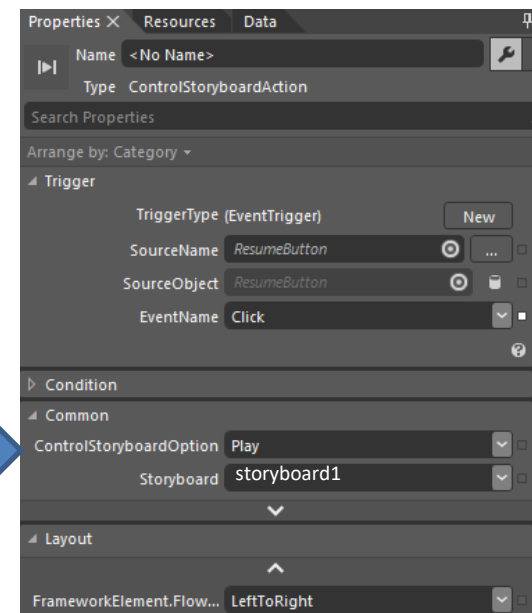 Properties × Resources Data
Name <No Name>
Type ControlStoryboardAction
Search Properties
Arrange by: Category
Trigger
TriggerType (EventTrigger) New
SourceName ResumeButton ...
SourceObject ResumeButton
EventName Click
Condition
Common
ControlStoryboardOption Play
Storyboard storyboard1
Layout
FrameworkElement.Flow... LeftToRight